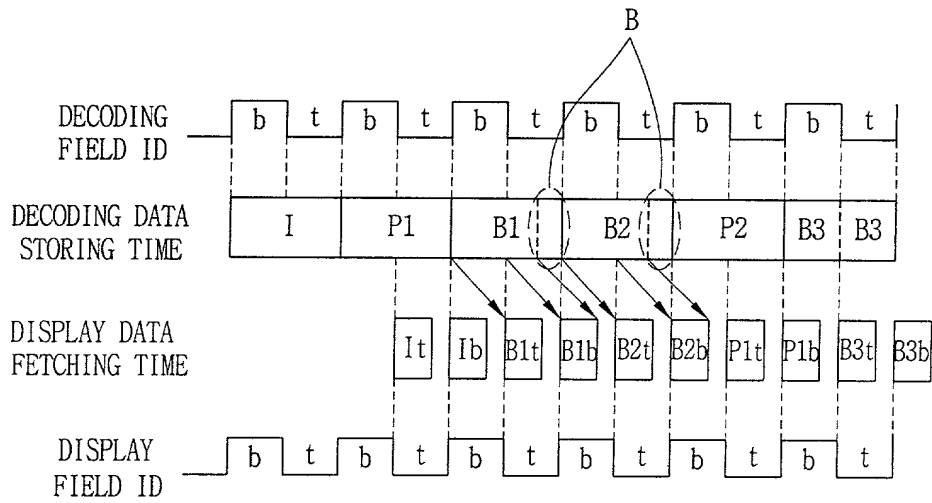 B
DECODING
FIELD ID
b t b t b t b t b t b t
DECODING DATA
STORING TIME
I P1 B1 B2 P2 B3 B3
DISPLAY DATA
FETCHING TIME
It Ib B1t B1b B2t B2b P1t P1b B3t B3b
DISPLAY
FIELD ID
b t b t b t b t b t b t